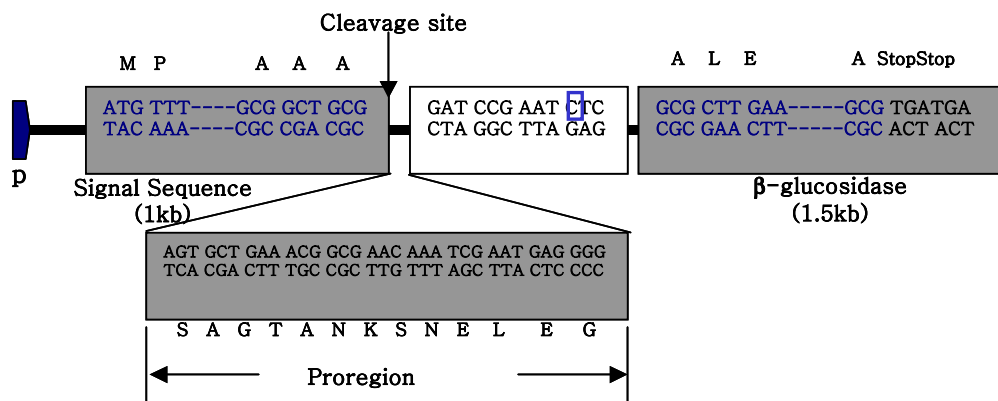 Cleavage site
M P A A A
A L E A StopStop
ATG TTT----GCG GCT GCG
TAC AAA----CGC CGA CGC
GAT CCG AAT CTC
CTA GGC TTA GAG
GCG CTT GAA-----GCG TGATGA
CGC GAA CTT-----CGC ACT ACT
p
Signal Sequence
(1kb)
β-glucosidase
(1.5kb)
AGT GCT GAA ACG GCG AAC AAA TCG AAT GAG GGG
TCA CGA CTT TGC CGC TTG TTT AGC TTA CTC CCC
S A G T A N K S N E L E G
Proregion